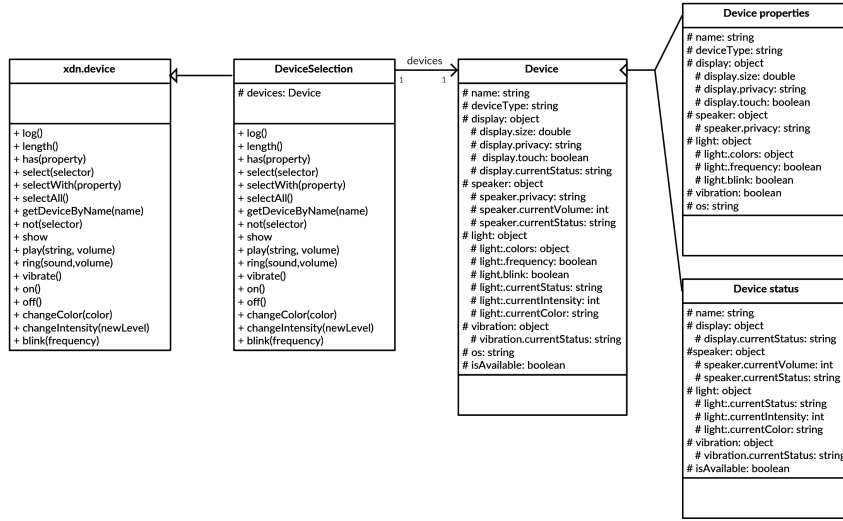 xdn.device
+ log()
+ length()
+ has(property)
+ select(selector)
+ selectWith(property)
+ selectAll()
+ getDeviceByName(name)
+ not(selector)
+ show
+ play(string, volume)
+ ring(sound,volume)
+ vibrate()
+ on()
+ off()
+ changeColor(color)
+ changeIntensity(newLevel)
+ blink(frequency)
DeviceSelection
# devices: Device
+ log()
+ length()
+ has(property)
+ select(selector)
+ selectWith(property)
+ selectAll()
+ getDeviceByName(name)
+ not(selector)
+ show
+ play(string, volume)
+ ring(sound,volume)
+ vibrate()
+ on()
+ off()
+ changeColor(color)
+ changeIntensity(newLevel)
+ blink(frequency)
devices
1
1
Device
# name: string
# deviceType: string
# display: object
# display.size: double
# display.privacy: string
# display.touch: boolean
# display.currentStatus: string
# speaker: object
# speaker.privacy: string
# speaker.currentVolume: int
# speaker.currentStatus: string
# light: object
# light:.colors: object
# light:.frequency: boolean
# light.blink: boolean
# light:.currentStatus: string
# light:.currentIntensity: int
# light:.currentColor: string
# vibration: object
# vibration.currentStatus: string
# os: string
# isAvailable: boolean
Device properties
# name: string
# deviceType: string
# display: object
# display.size: double
# display.privacy: string
# display.touch: boolean
# speaker: object
# speaker.privacy: string
# light: object
# light:.colors: object
# light:.frequency: boolean
# light.blink: boolean
# vibration: boolean
# os: string
Device status
# name: string
# display: object
# display.currentStatus: string
#speaker: object
# speaker.currentVolume: int
# speaker.currentStatus: string
# light: object
# light:.currentStatus: string
# light:.currentIntensity: int
# light:.currentColor: string
# vibration: object
# vibration.currentStatus: string
# isAvailable: boolean